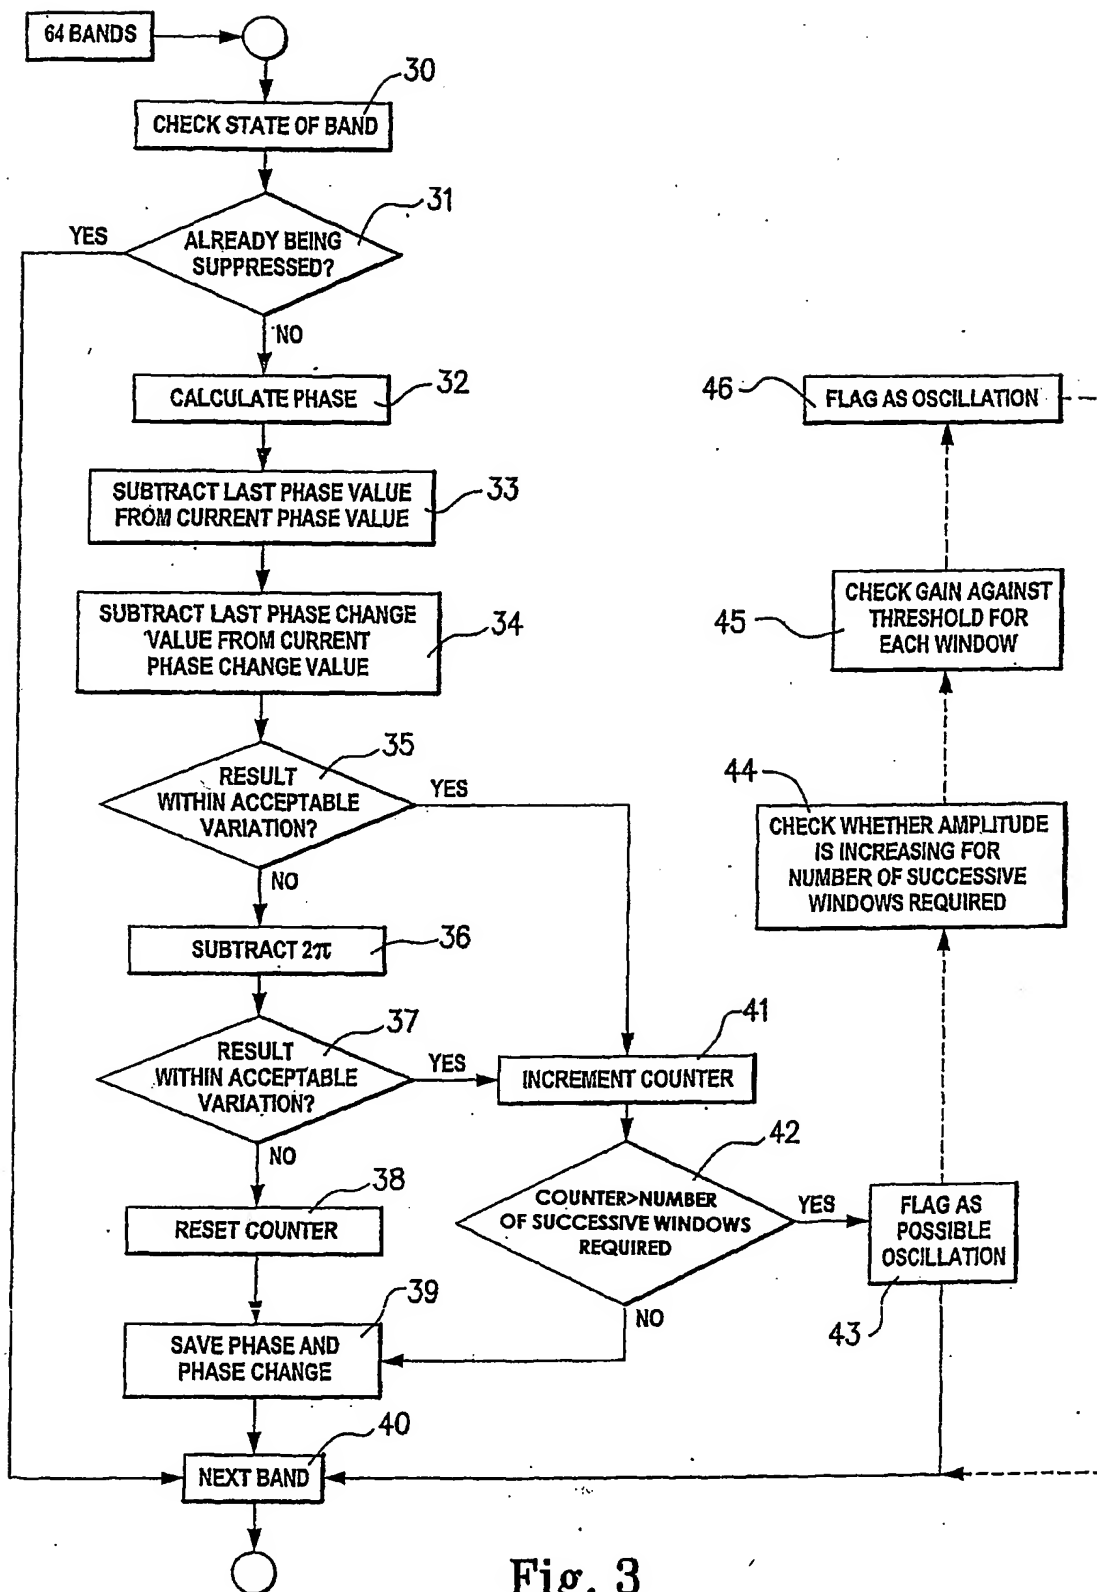 64 BANDS
30
CHECK STATE OF BAND
31
YES
ALREADY BEING
SUPPRESSED?
NO
32
CALCULATE PHASE
33
SUBTRACT LAST PHASE VALUE
FROM CURRENT PHASE VALUE
34
SUBTRACT LAST PHASE CHANGE
VALUE FROM CURRENT
PHASE CHANGE VALUE
35
RESULT
WITHIN ACCEPTABLE
VARIATION?
YES
NO
36
SUBTRACT 2π
37
RESULT
WITHIN ACCEPTABLE
VARIATION?
YES
NO
38
RESET COUNTER
39
SAVE PHASE AND
PHASE CHANGE
40
NEXT BAND
41
INCREMENT COUNTER
42
COUNTER>NUMBER
OF SUCCESSIVE WINDOWS
REQUIRED
YES
NO
FLAG AS
POSSIBLE
OSCILLATION
43
44
CHECK WHETHER AMPLITUDE
IS INCREASING FOR
NUMBER OF SUCCESSIVE
WINDOWS REQUIRED
45
CHECK GAIN AGAINST
THRESHOLD FOR
EACH WINDOW
46
FLAG AS OSCILLATION
Fig. 3